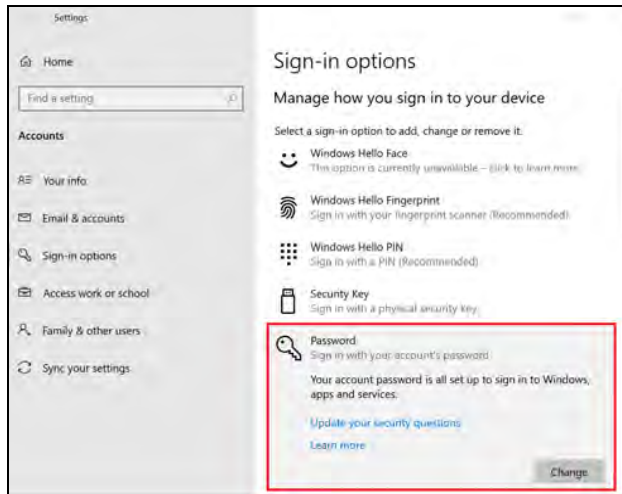 Settings
Home
Find a setting
Accounts
Your info
Email & accounts
Sign-in options
Access work or school
Family & other users
Sync your settings
Sign-in options
Manage how you sign in to your device
Select a sign-in option to add, change or remove it.
Windows Hello Face
This option is currently unavailable – click to learn more
Windows Hello Fingerprint
Sign in with your fingerprint scanner (Recommended)
Windows Hello PIN
Sign in with a PIN (Recommended)
Security Key
Sign in with a physical security key
Password
Sign in with your account's password
Your account password is all set up to sign in to Windows,
apps and services.
Update your security questions
Learn more
Change